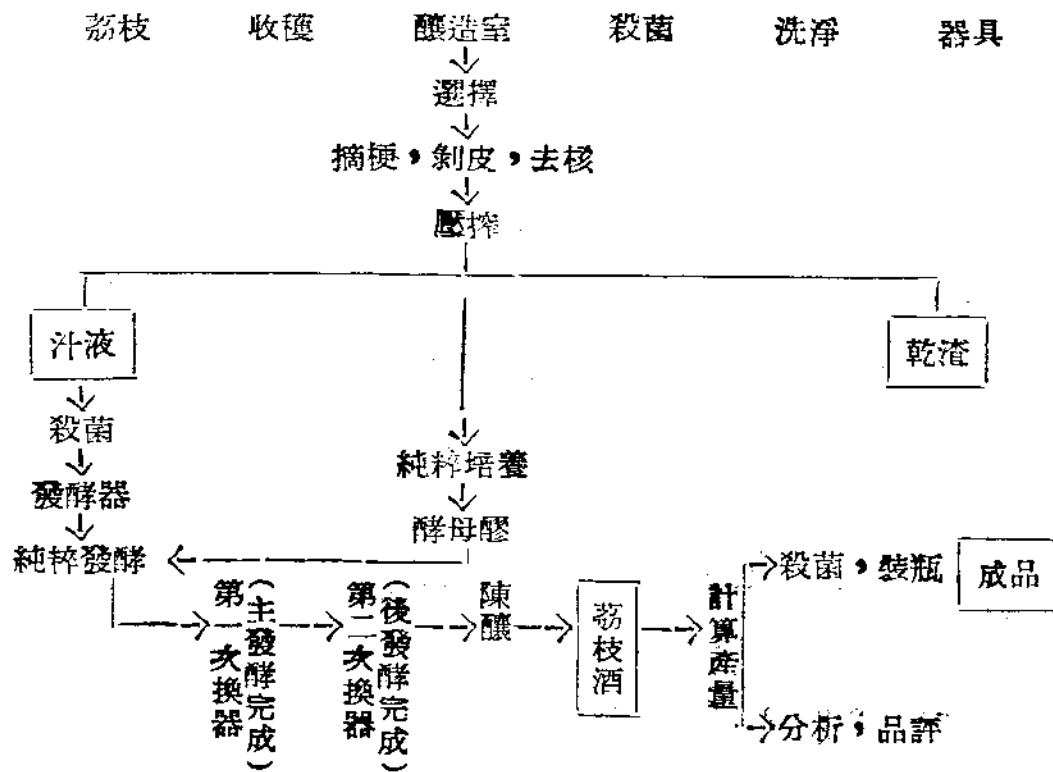 荔枝 收穫 釀造室 殺菌 洗淨 器具
選擇
摘梗，剝皮，去核
壓搾
汁液
乾渣
殺菌
發酵器
純粹發酵
純粹培養
酵母醪
第一次換器
（主發酵完成）
第二次換器
（後發酵完成）
陳釀
荔枝酒
計算產量
殺菌，裝瓶
成品
分析，品評